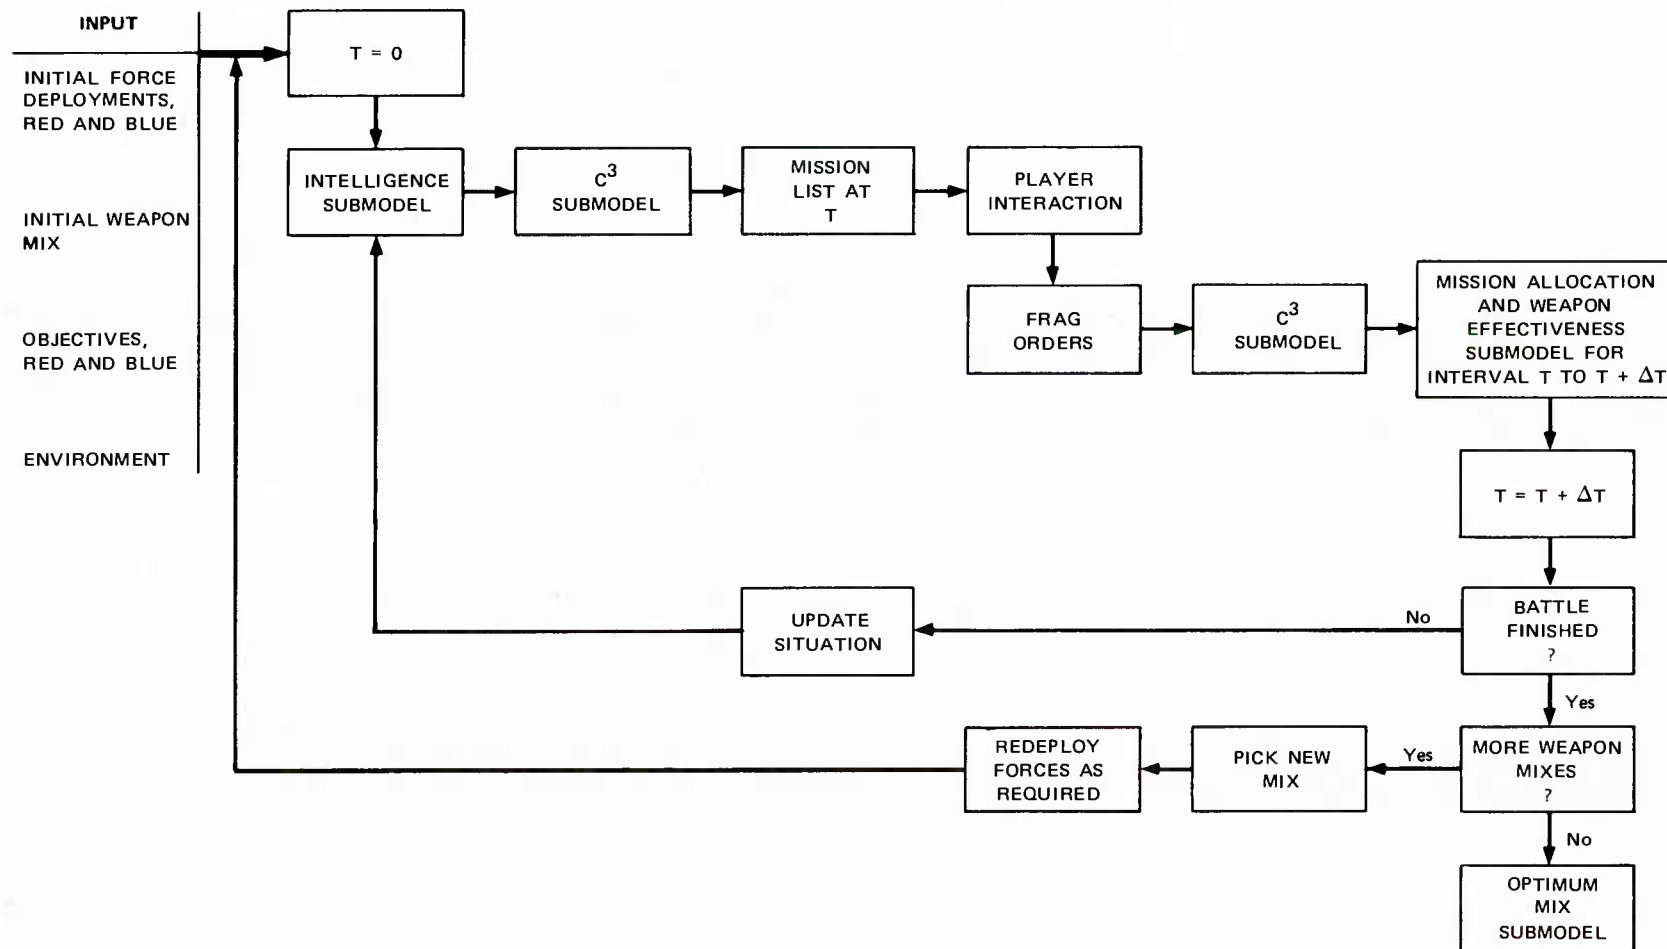 INPUT
INITIAL FORCE
DEPLOYMENTS,
RED AND BLUE
INITIAL WEAPON
MIX
OBJECTIVES,
RED AND BLUE
ENVIRONMENT
T = 0
INTELLIGENCE
SUBMODEL
C³
SUBMODEL
MISSION
LIST AT
T
PLAYER
INTERACTION
FRAG
ORDERS
C³
SUBMODEL
MISSION ALLOCATION
AND WEAPON
EFFECTIVENESS
SUBMODEL FOR
INTERVAL T TO T + ΔT
T = T + ΔT
BATTLE
FINISHED
?
No
UPDATE
SITUATION
Yes
MORE WEAPON
MIXES
?
Yes
PICK NEW
MIX
REDEPLOY
FORCES AS
REQUIRED
No
OPTIMUM
MIX
SUBMODEL